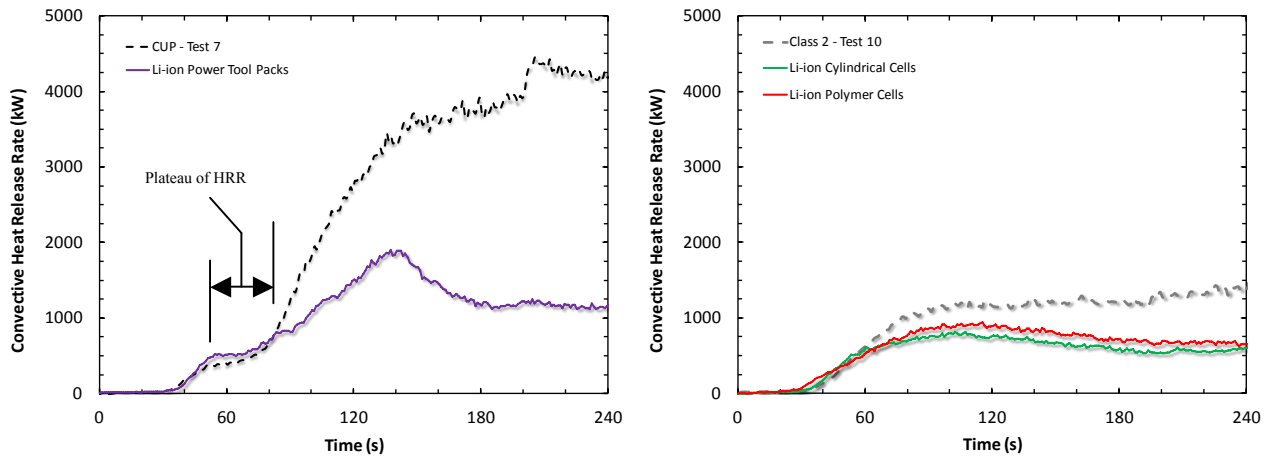 5000
4000
3000
2000
1000
0
Convective Heat Release Rate (kW)
CUP - Test 7
Li-ion Power Tool Packs
Plateau of HRR
0 60 120 180 240
Time (s)
5000
4000
3000
2000
1000
0
Convective Heat Release Rate (kW)
Class 2 - Test 10
Li-ion Cylindrical Cells
Li-ion Polymer Cells
0 60 120 180 240
Time (s)